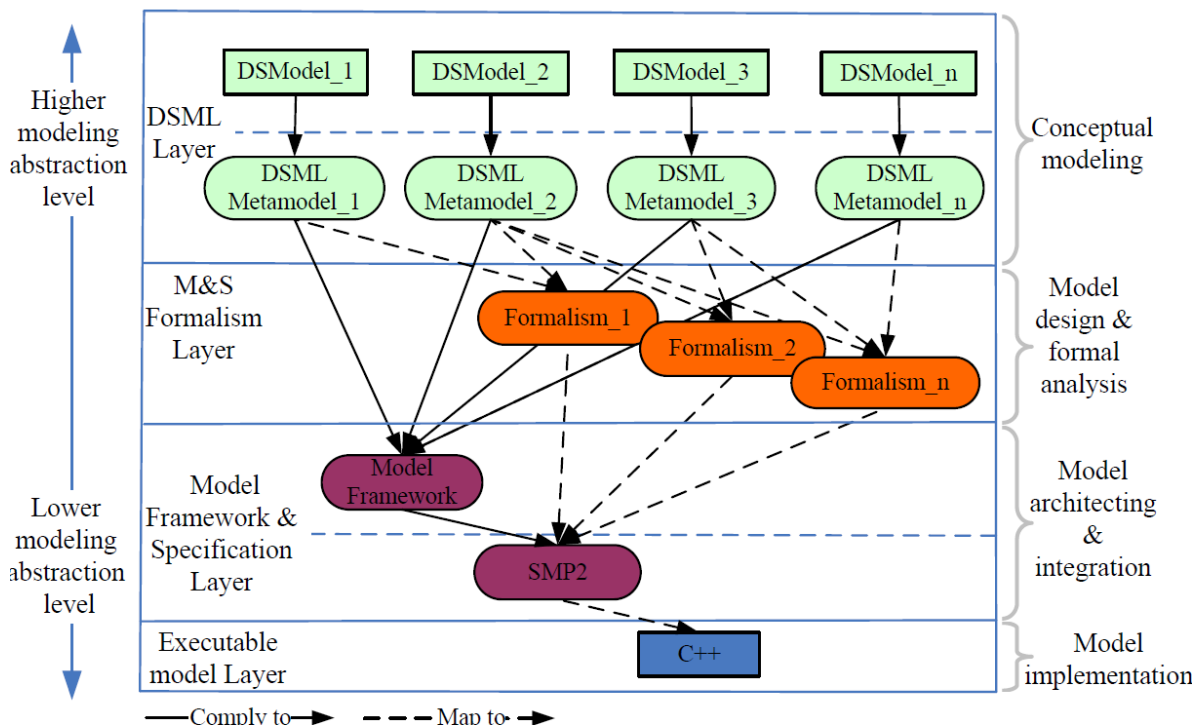 Higher
modeling
abstraction
level
Lower
modeling
abstraction
level
DSModel_1
DSModel_2
DSModel_3
DSModel_n
DSML
Layer
DSML
Metamodel_1
DSML
Metamodel_2
DSML
Metamodel_3
DSML
Metamodel_n
Conceptual
modeling
M&S
Formalism
Layer
Formalism_1
Formalism_2
Formalism_n
Model
design &
formal
analysis
Model
Framework &
Specification
Layer
Model
Framework
SMP2
Model
architecting
&
integration
Executable
model Layer
C++
Model
implementation
Comply to
Map to